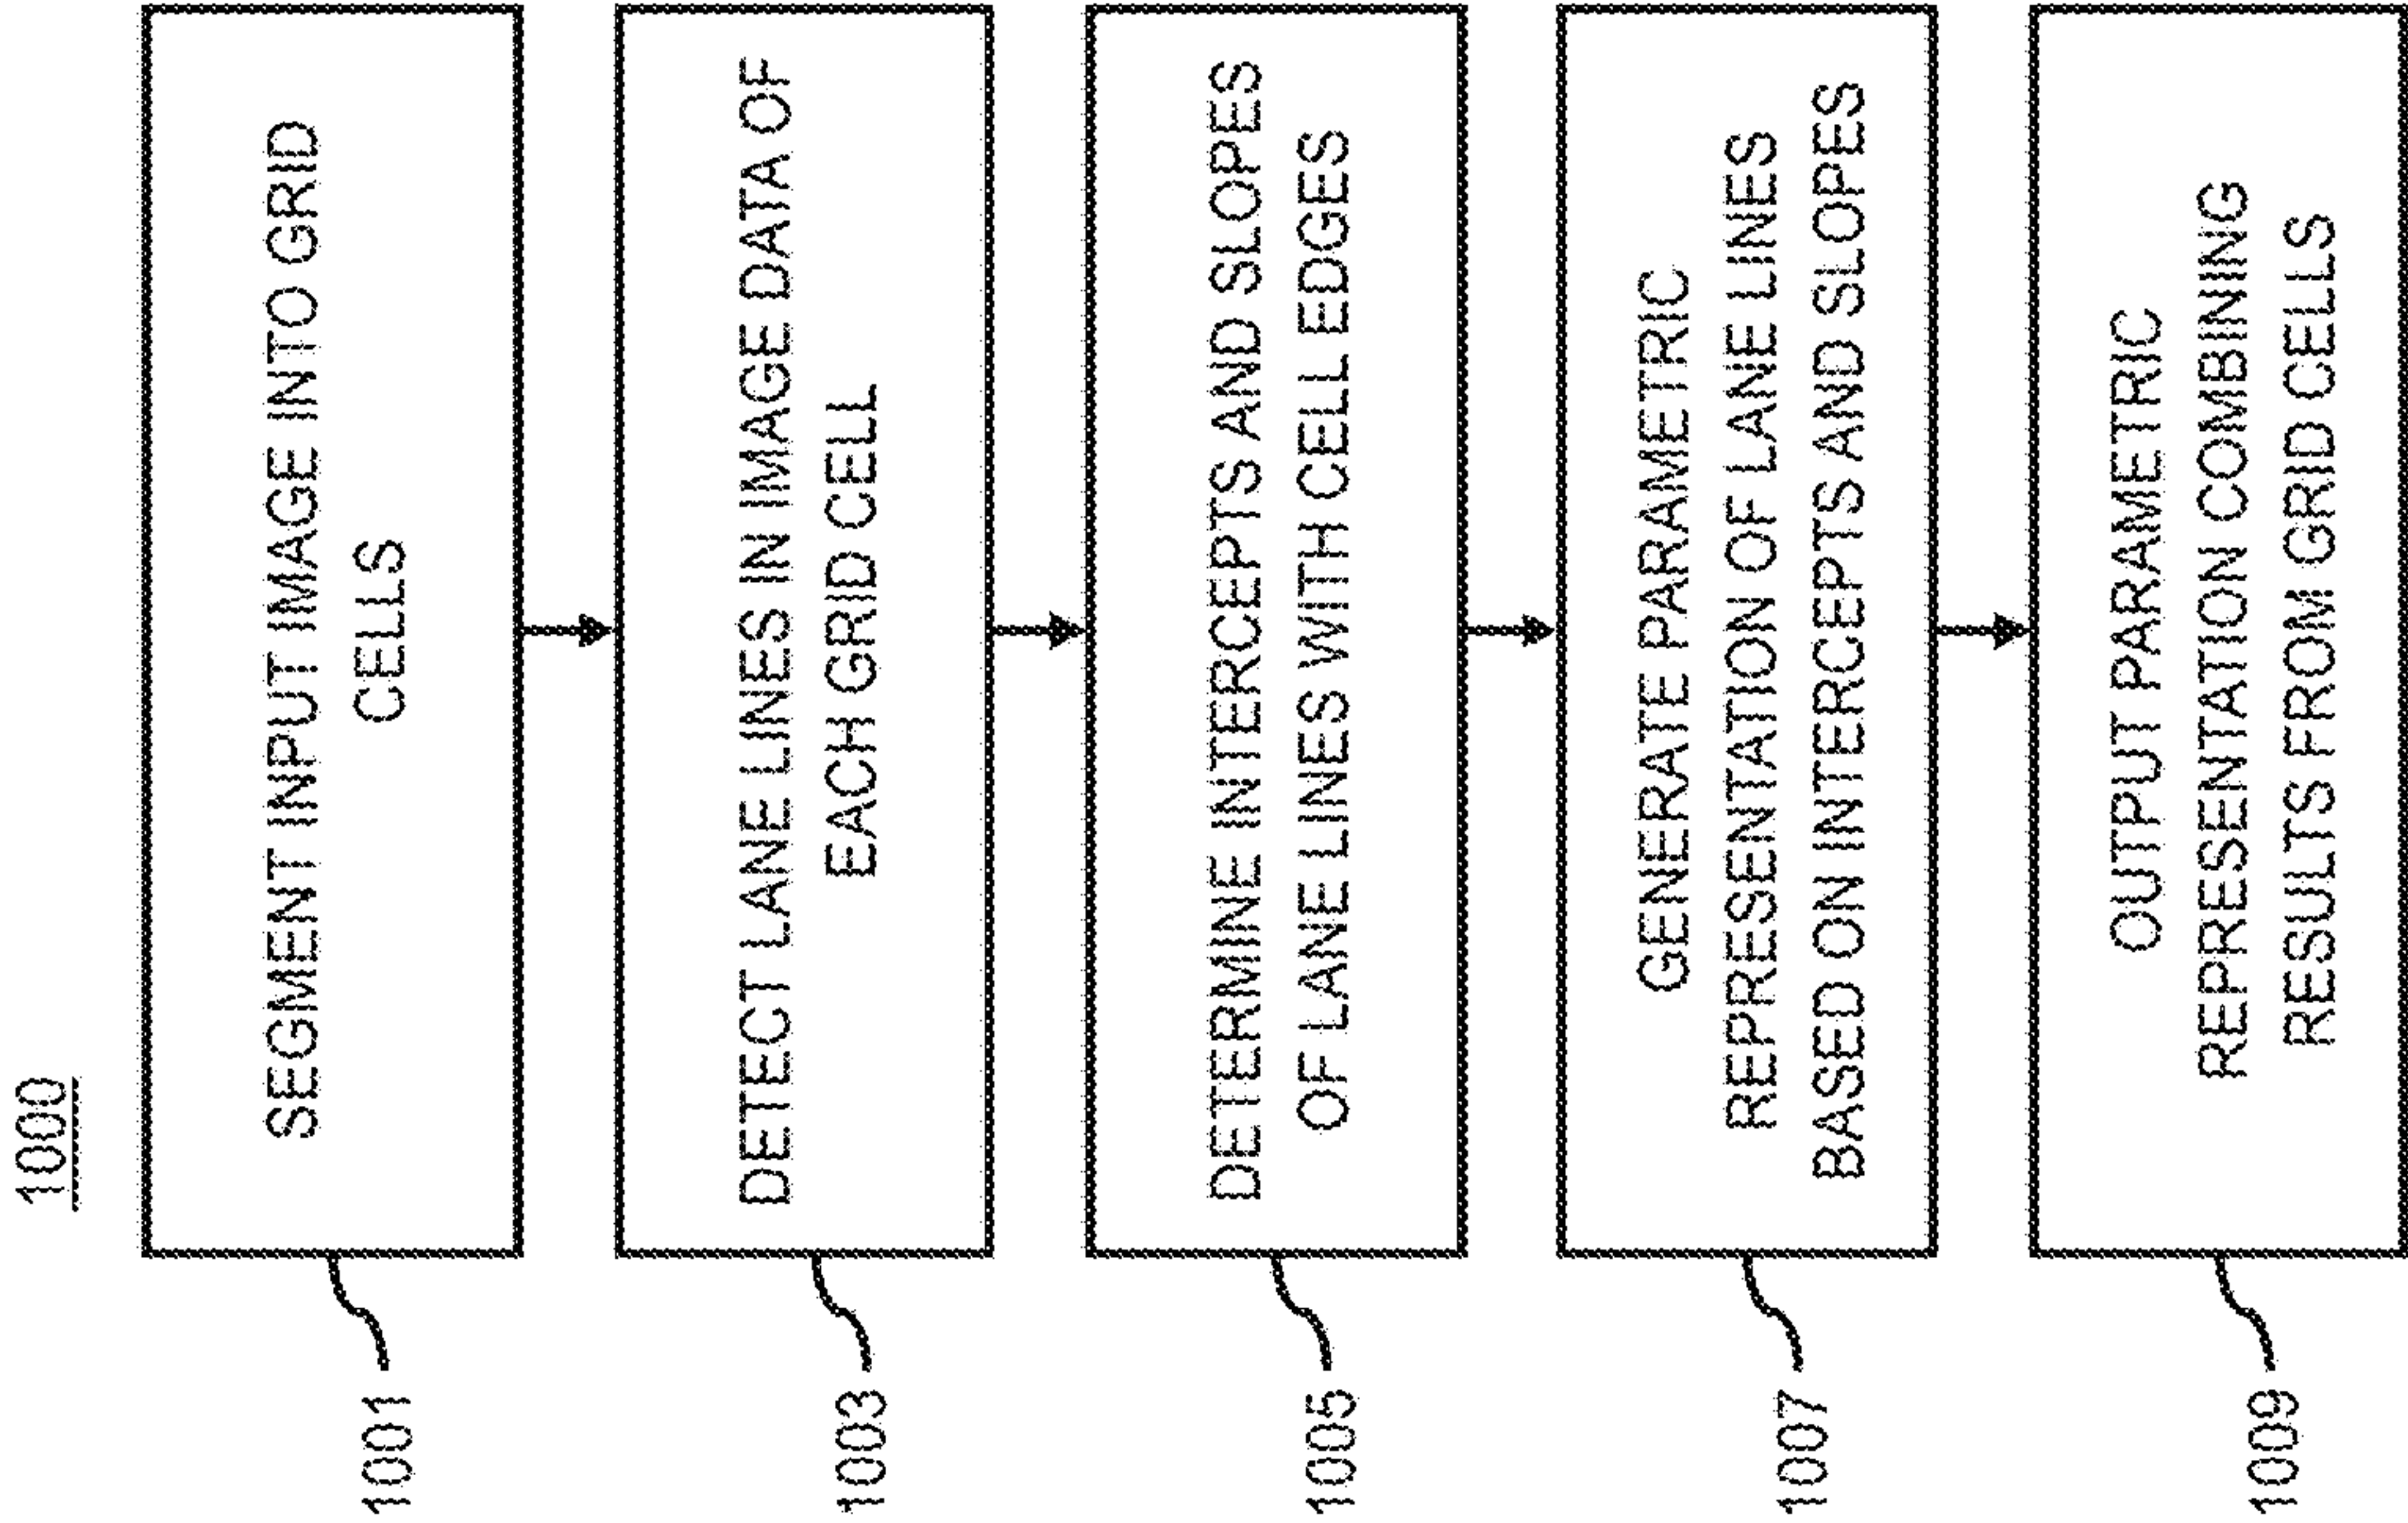 1000
SEGMENT INPUT IMAGE INTO GRID
CELLS
1001
DETECT LANE LINES IN IMAGE DATA OF
EACH GRID CELL
1003
DETERMINE INTERCEPTS AND SLOPES
OF LANE LINES WITH CELL EDGES
1005
GENERATE PARAMETRIC
REPRESENTATION OF LANE LINES
BASED ON INTERCEPTS AND SLOPES
1007
OUTPUT PARAMETRIC
REPRESENTATION COMBINING
RESULTS FROM GRID CELLS
1009